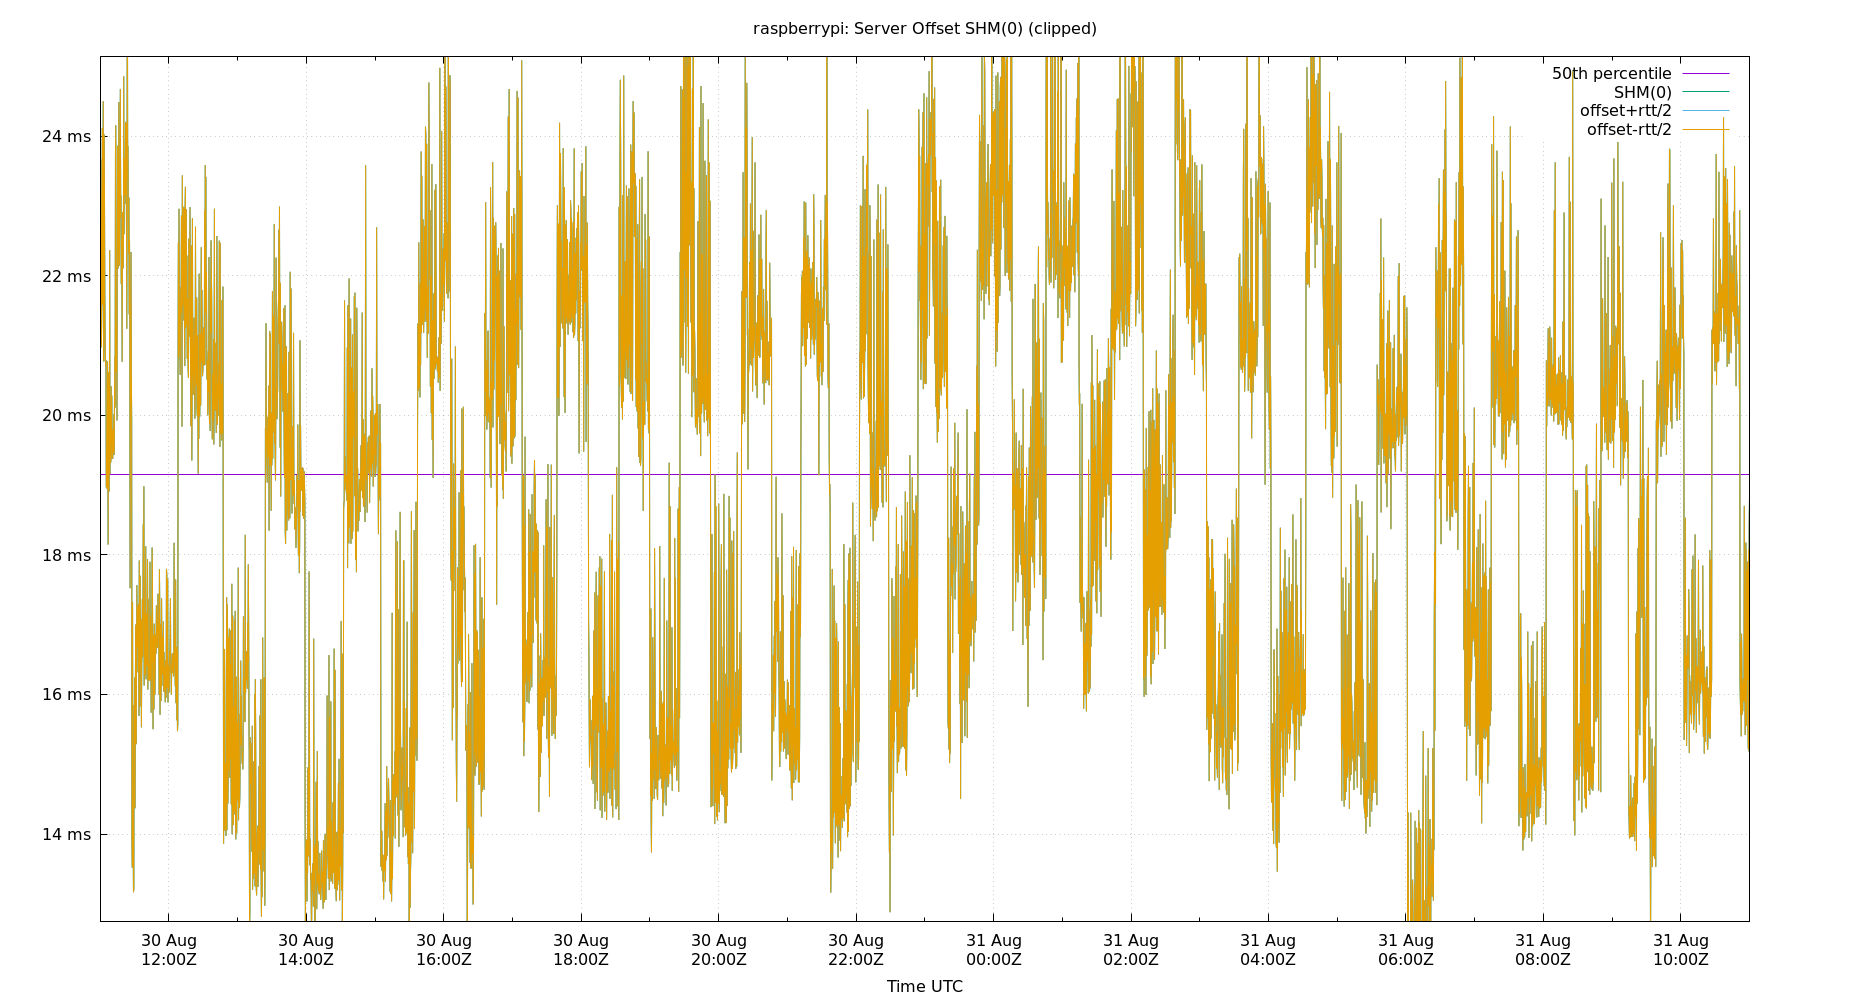 raspberrypi: Server Offset SHM(0) (clipped)
50th percentile
SHM(0)
offset+rtt/2
offset-rtt/2
24 ms
22 ms
20 ms
18 ms
16 ms
14 ms
30 Aug 30 Aug 30 Aug 30 Aug 30 Aug 30 Aug 31 Aug 31 Aug 31 Aug 31 Aug 31 Aug 31 Aug
12:00Z 14:00Z 16:00Z 18:00Z 20:00Z 22:00Z 00:00Z 02:00Z 04:00Z 06:00Z 08:00Z 10:00Z
Time UTC